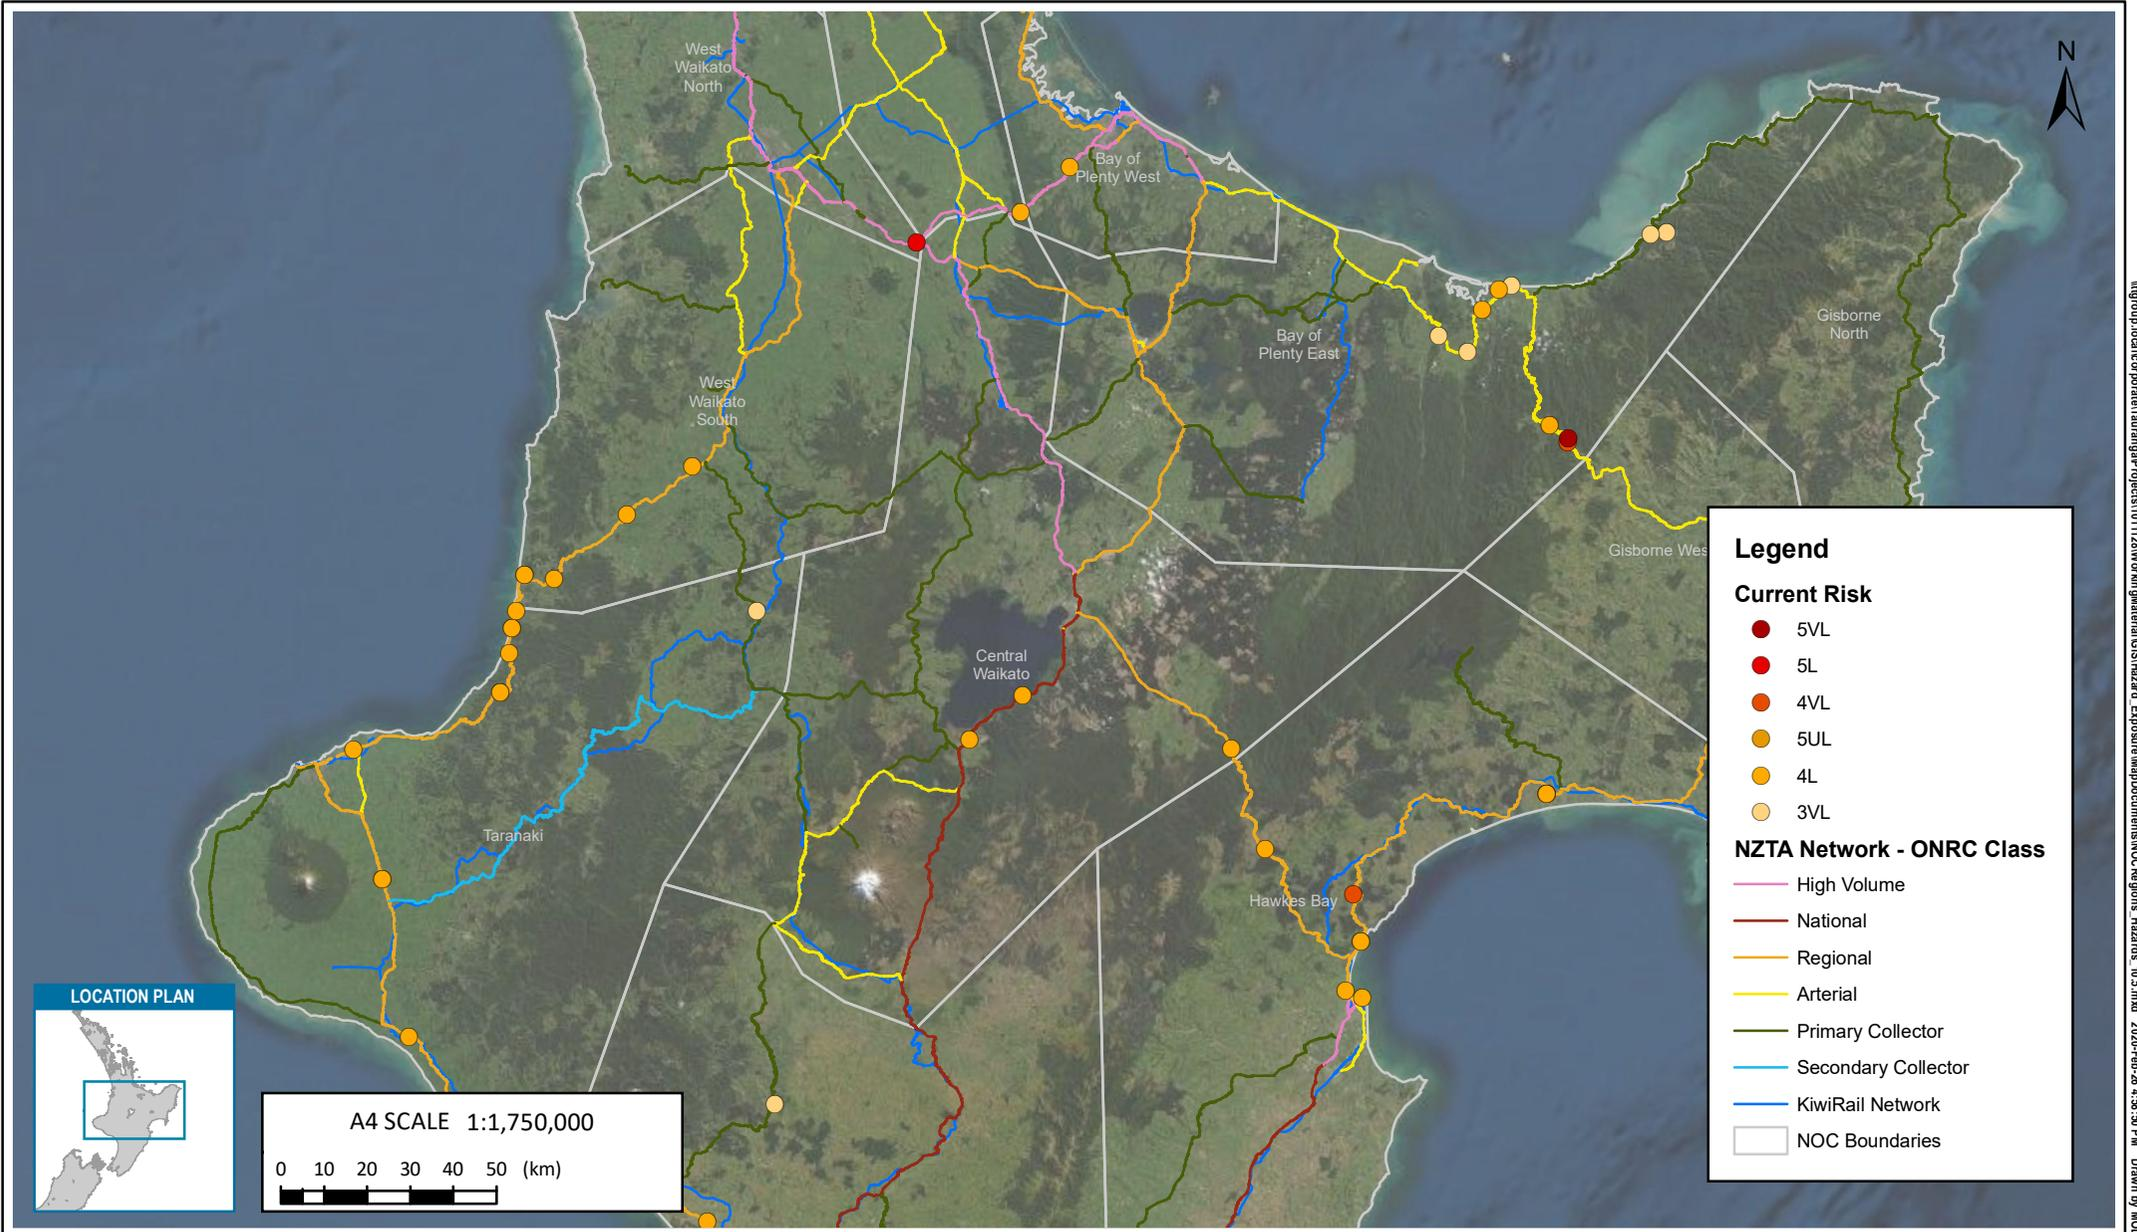 West
Waikato
North
N
Bay of
Plenty West
Gisborne
North
Bay of
Plenty East
West
Waikato
South
Gisborne Wes
Central
Waikato
Taranaki
Hawkes Bay
Legend
Current Risk
5VL
5L
4VL
5UL
4L
3VL
NZTA Network - ONRC Class
High Volume
National
Regional
Arterial
Primary Collector
Secondary Collector
KiwiRail Network
NOC Boundaries
LOCATION PLAN
A4 SCALE 1:1,750,000
0 10 20 30 40 50 (km)